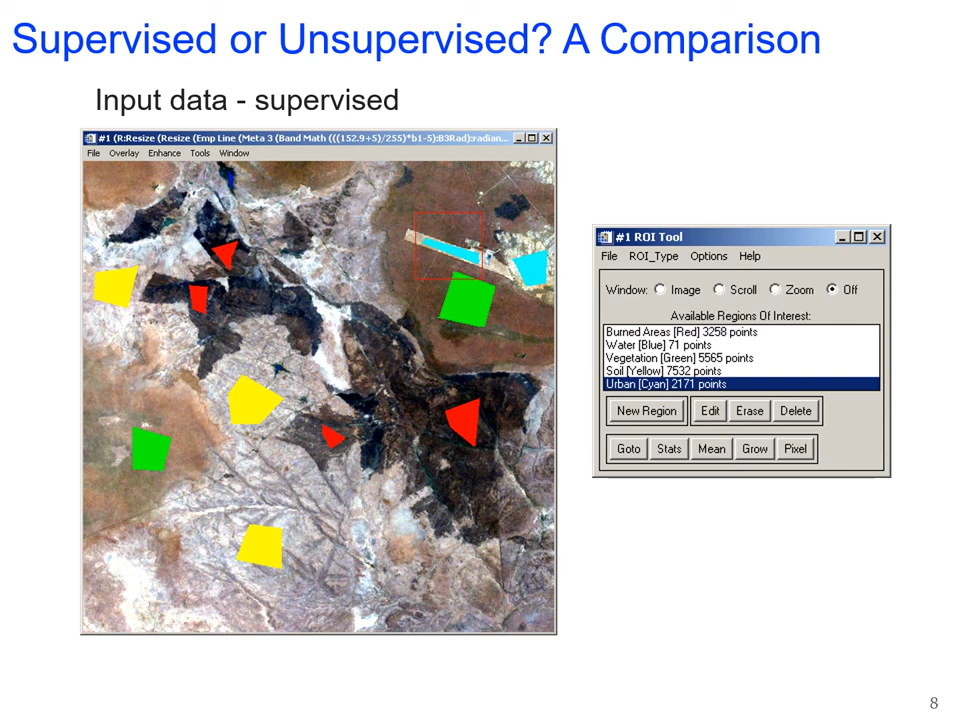 Supervised or Unsupervised? A Comparison
Input data - supervised
#1 (R:Resize (Resize (Emp Line (Meta 3 (Band Math (((152.9+5)/255)*b1-5):B3Rad):radian...
File Overlay Enhance Tools Window
#1 ROI Tool
File ROI_Type Options Help
Window: Image Scroll Zoom Off
Available Regions Of Interest:
Burned Areas [Red] 3258 points
Water [Blue] 71 points
Vegetation [Green] 5565 points
Soil [Yellow] 7532 points
Urban [Cyan] 2171 points
New Region Edit Erase Delete
Goto Stats Mean Grow Pixel
8